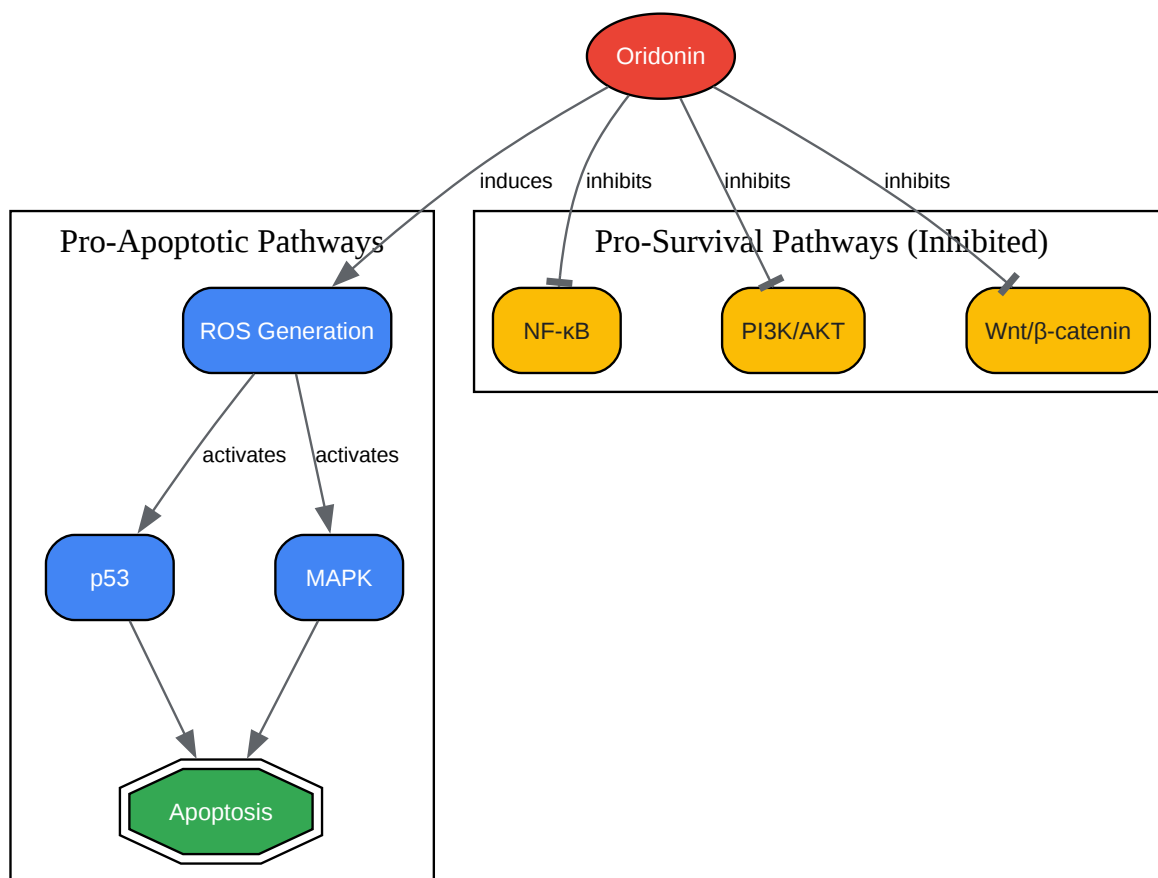 Oridonin
induces
inhibits
inhibits
inhibits
Pro-Apoptotic Pathways
Pro-Survival Pathways (Inhibited)
ROS Generation
NF-κB
PI3K/AKT
Wnt/β-catenin
activates
activates
p53
MAPK
Apoptosis